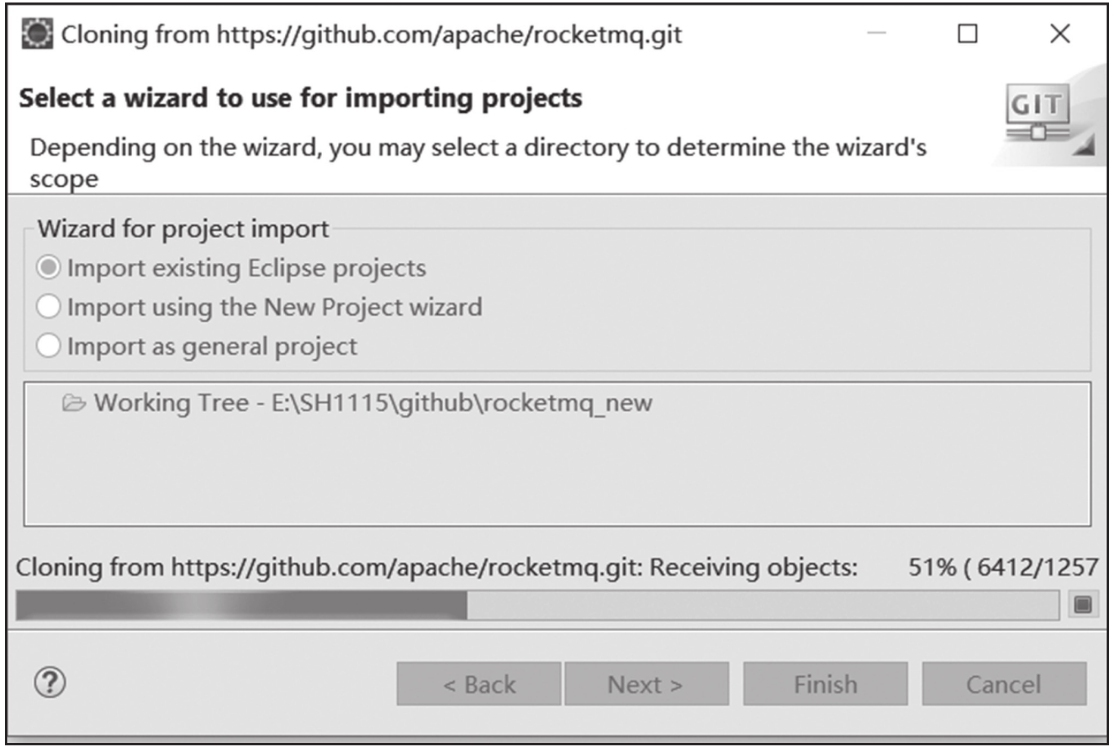 Cloning from https://github.com/apache/rocketmq.git
Select a wizard to use for importing projects
GIT
Depending on the wizard, you may select a directory to determine the wizard's
scope
Wizard for project import
Import existing Eclipse projects
Import using the New Project wizard
Import as general project
Working Tree - E:\SH1115\github\rocketmq_new
Cloning from https://github.com/apache/rocketmq.git: Receiving objects: 51% ( 6412/1257
?
< Back Next > Finish Cancel